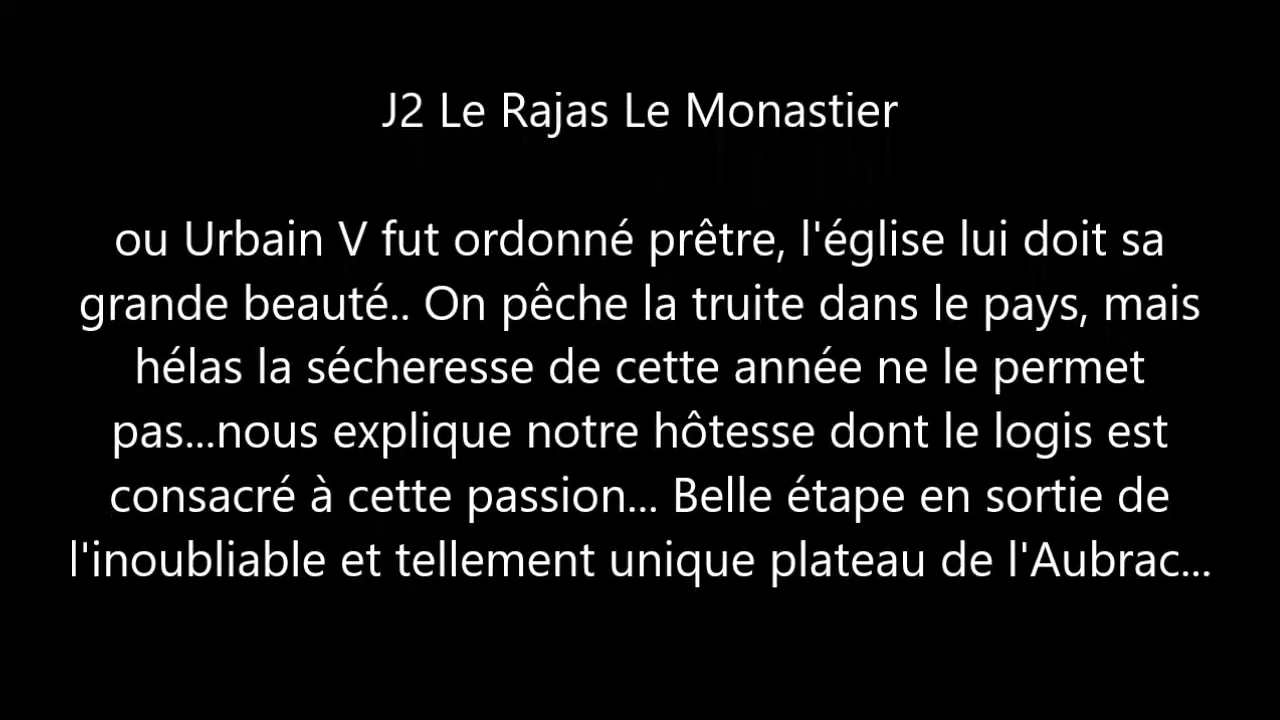 J2 Le Rajas Le Monastier
ou Urbain V fut ordonné prêtre, l'église lui doit sa
grande beauté.. On pêche la truite dans le pays, mais
hélas la sécheresse de cette année ne le permet
pas...nous explique notre hôtesse dont le logis est
consacré à cette passion... Belle étape en sortie de
l'inoubliable et tellement unique plateau de l'Aubrac...